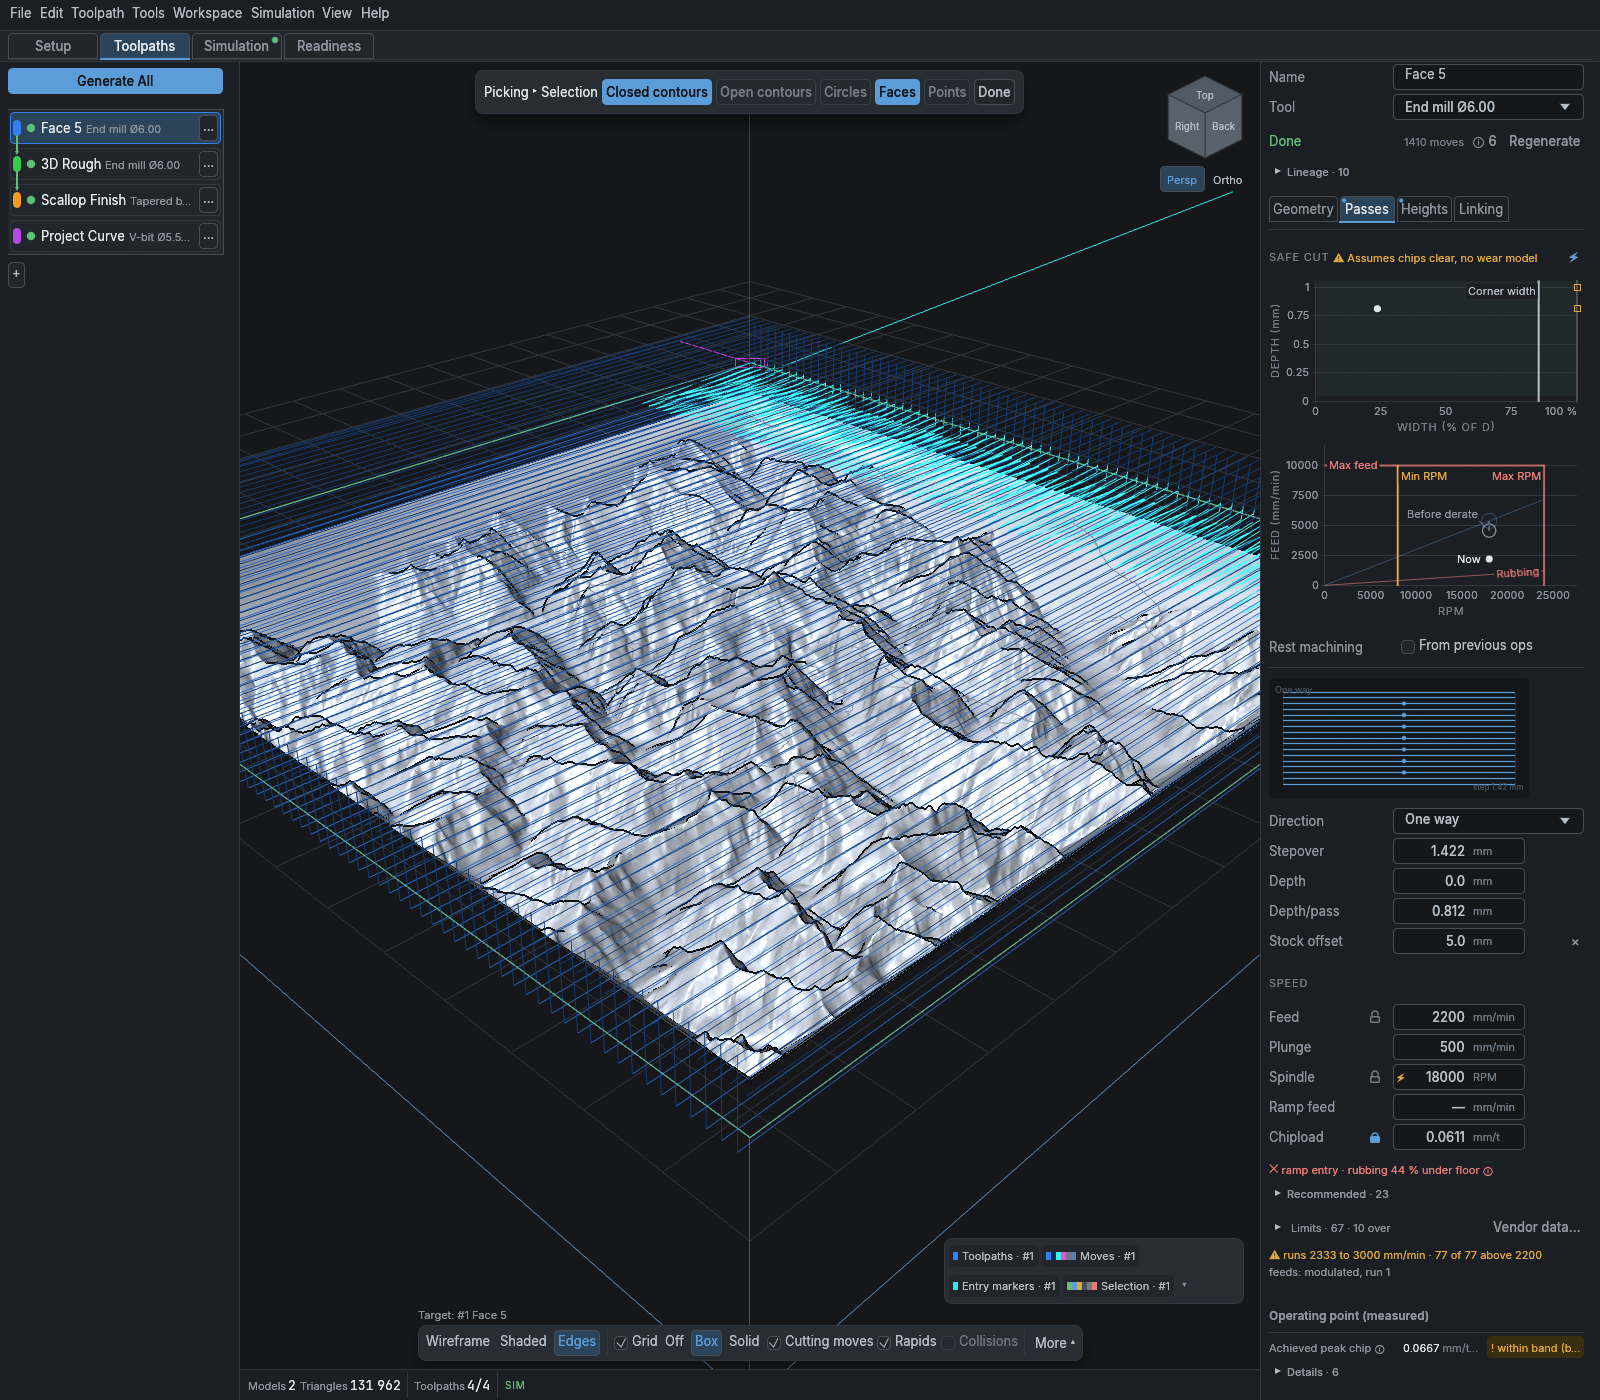 File Edit Toolpath Tools Workspace Simulation View Help
Setup Toolpaths Simulation Readiness
Generate All
Face 5 End mill Ø6.00 ...
3D Rough End mill Ø6.00 ...
Scallop Finish Tapered b... ...
Project Curve V-bit Ø5.5... ...
+
Picking ▸ Selection Closed contours Open contours Circles Faces Points Done
Top
Right Back
Persp Ortho
Target: #1 Face 5
Wireframe Shaded Edges Grid Off Box Solid Cutting moves Rapids Collisions More ▴
Toolpaths · #1 Moves · #1
Entry markers · #1 Selection · #1 ▾
Models 2 Triangles 131 962 Toolpaths 4/4 SIM
Name Face 5
Tool End mill Ø6.00
Done 1410 moves ⓘ 6 Regenerate
▸ Lineage · 10
Geometry Passes Heights Linking
SAFE CUT ⚠ Assumes chips clear, no wear model ⚡
Corner width
DEPTH (mm)
1
0.75
0.5
0.25
0
0 25 50 75 100 %
WIDTH (% OF D)
FEED (mm/min)
10000
7500
5000
2500
0
Max feed
Min RPM Max RPM
Before derate
Now
Rubbing
0 5000 10000 15000 20000 25000
RPM
Rest machining From previous ops
One way
step 1.42 mm
Direction One way
Stepover 1.422 mm
Depth 0.0 mm
Depth/pass 0.812 mm
Stock offset 5.0 mm ×
SPEED
Feed 2200 mm/min
Plunge 500 mm/min
Spindle ⚡ 18000 RPM
Ramp feed — mm/min
Chipload 0.0611 mm/t
✕ ramp entry · rubbing 44 % under floor ⓘ
▸ Recommended · 23
▸ Limits · 67 · 10 over Vendor data...
⚠ runs 2333 to 3000 mm/min · 77 of 77 above 2200
feeds: modulated, run 1
Operating point (measured)
Achieved peak chip ⓘ 0.0667 mm/t... ! within band (b...
▸ Details · 6